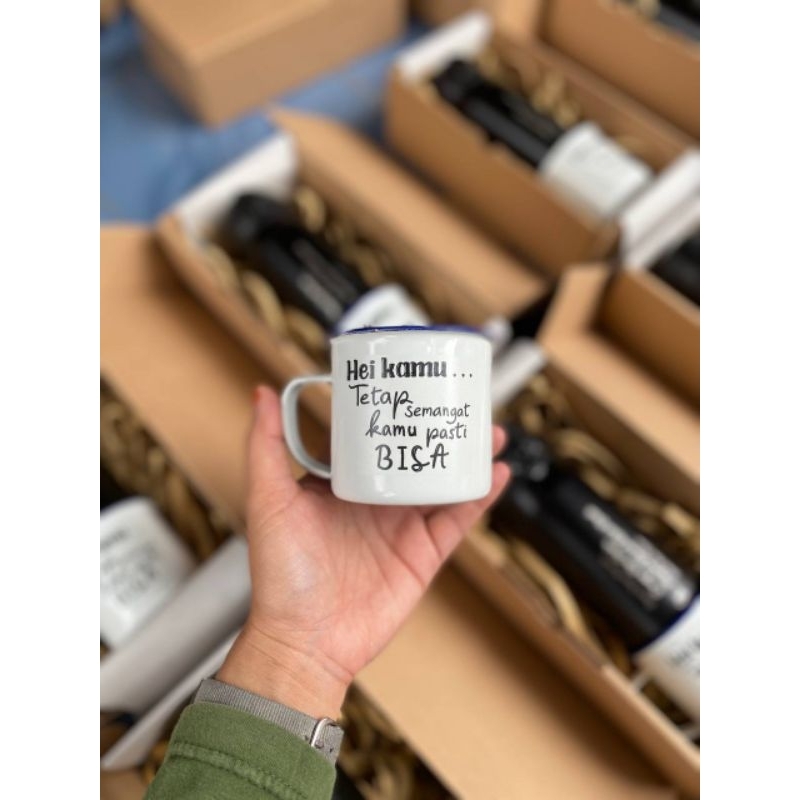 Hei kamu...
Tetap semangat
kamu pasti
BISA